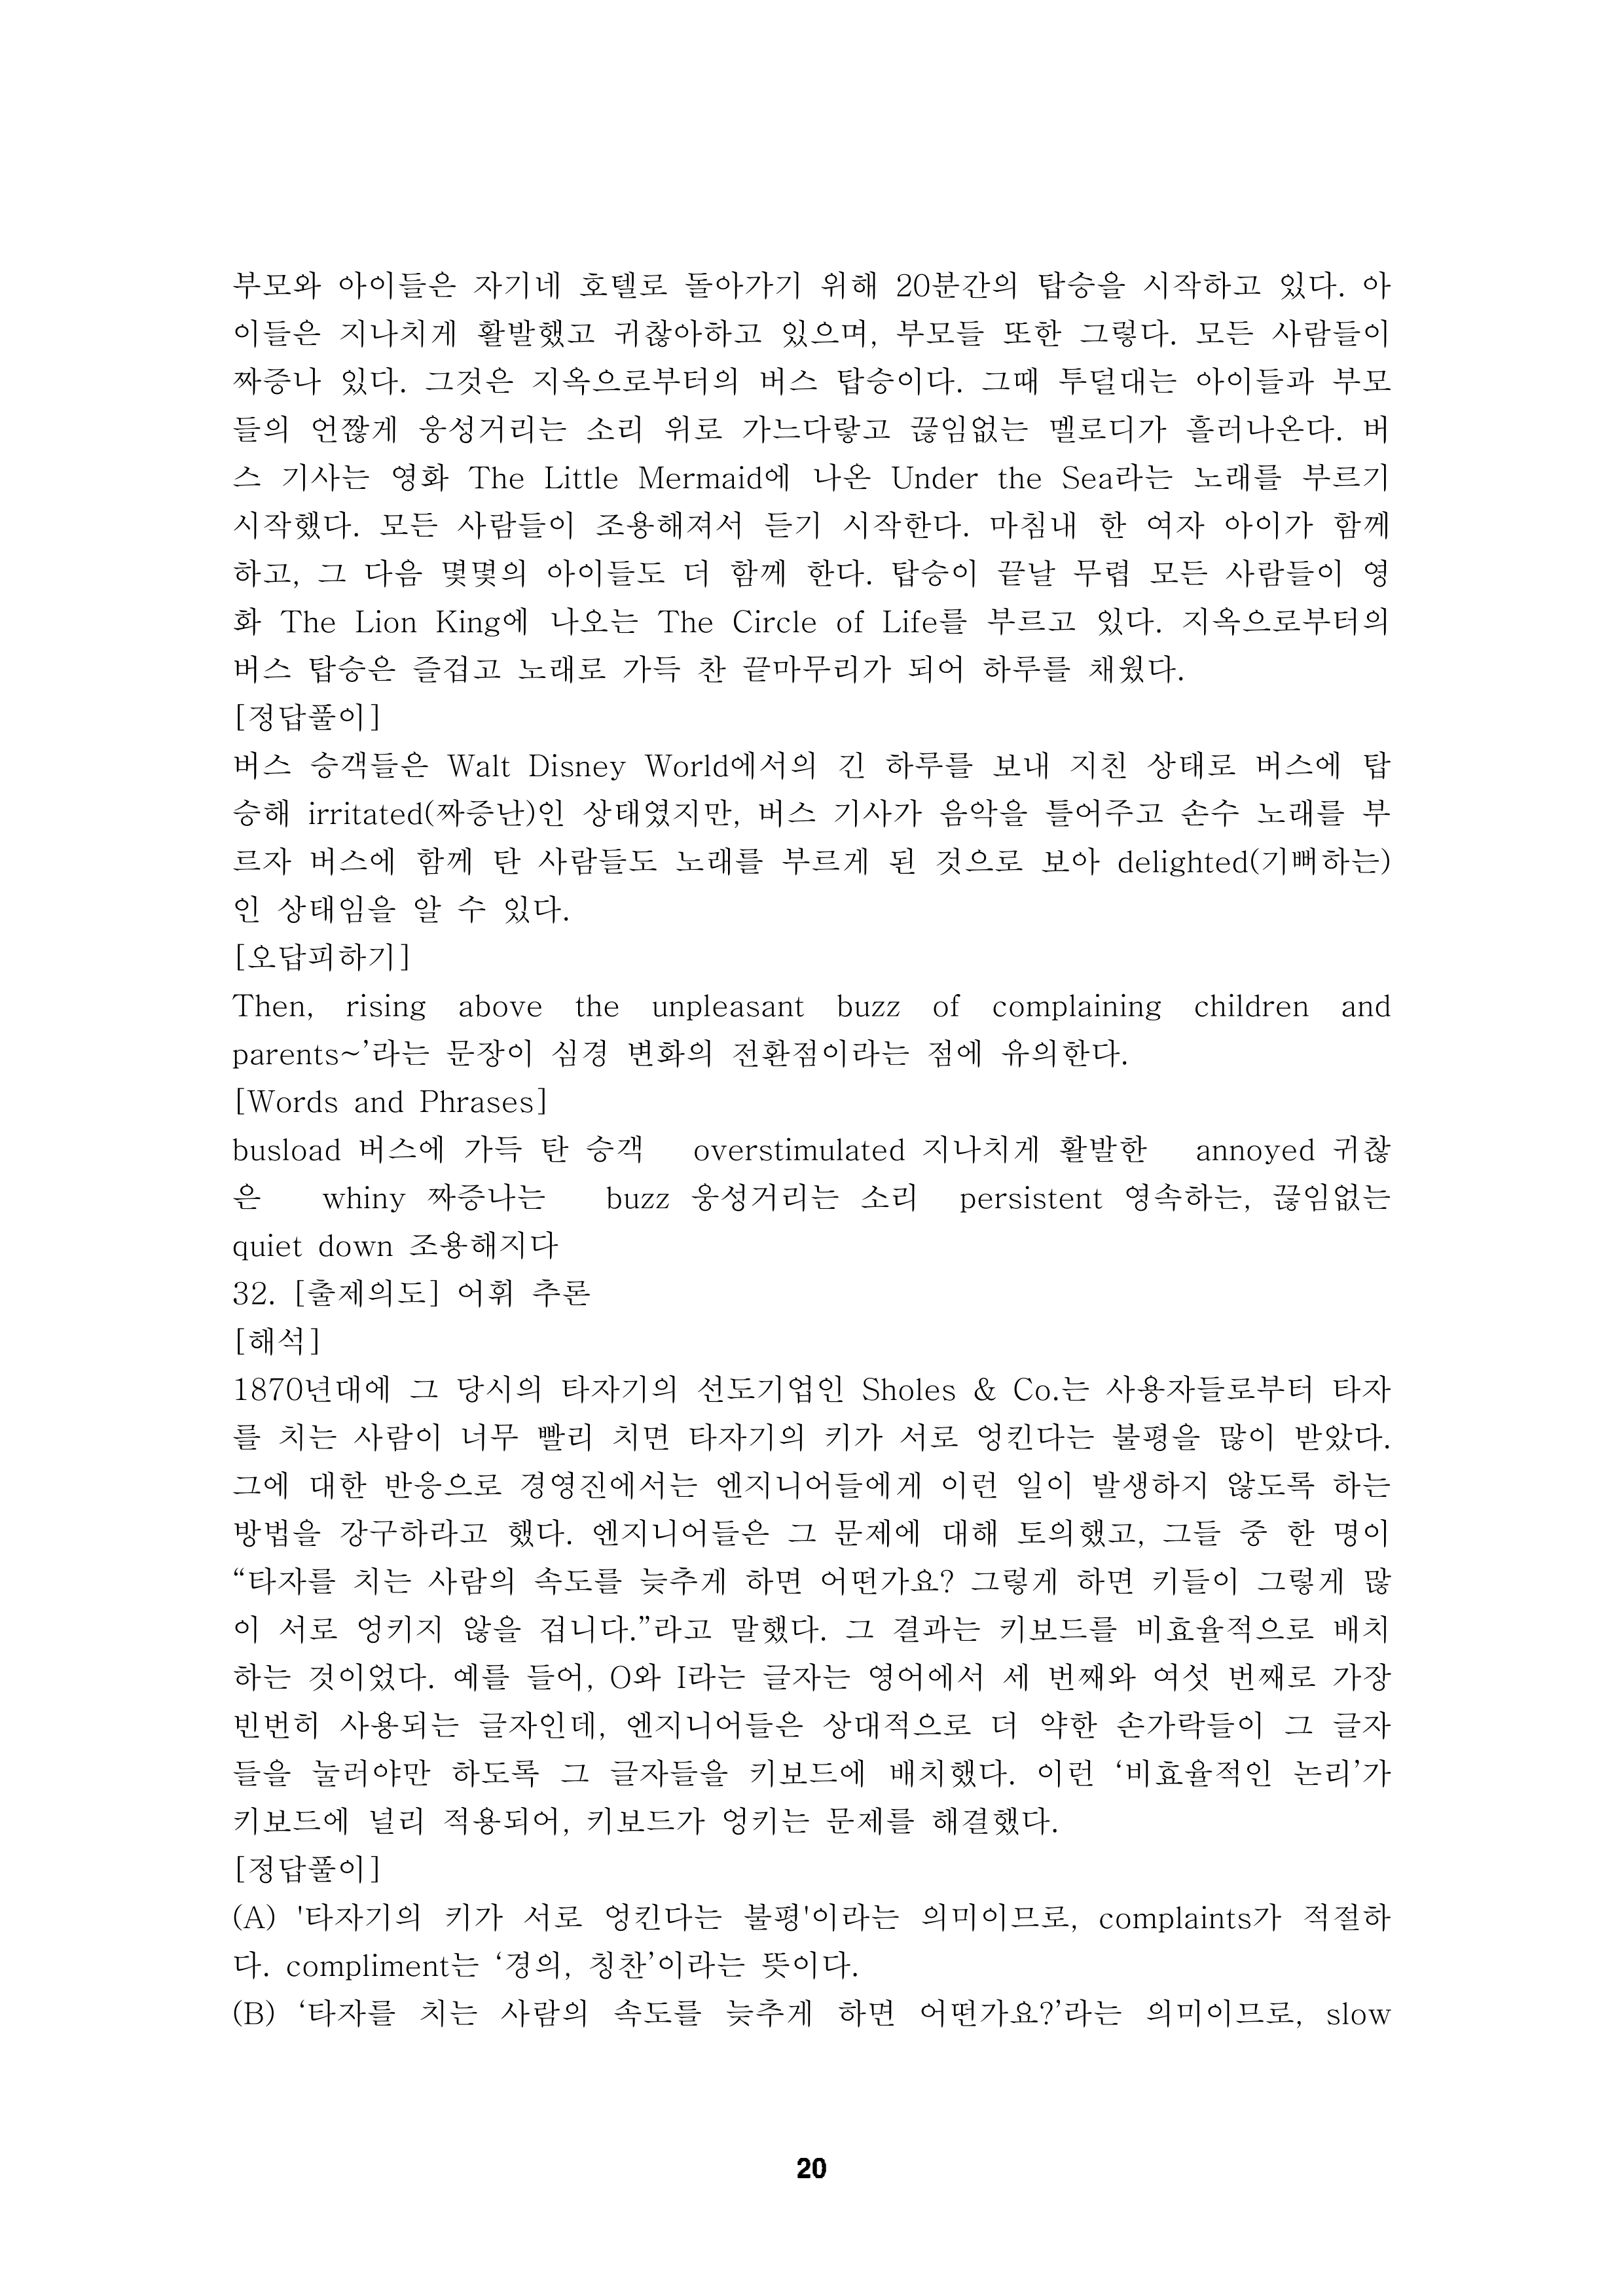 부모와 아이들은 자기네 호텔로 돌아가기 위해 20분간의 탑승을 시작하고 있다. 아
이들은 지나치게 활발했고 귀찮아하고 있으며, 부모들 또한 그렇다. 모든 사람들이
짜증나 있다. 그것은 지옥으로부터의 버스 탑승이다. 그때 투덜대는 아이들과 부모
들의 언짢게 웅성거리는 소리 위로 가느다랗고 끊임없는 멜로디가 흘러나온다. 버
스 기사는 영화 The Little Mermaid에 나온 Under the Sea라는 노래를 부르기
시작했다. 모든 사람들이 조용해져서 듣기 시작한다. 마침내 한 여자 아이가 함께
하고, 그 다음 몇몇의 아이들도 더 함께 한다. 탑승이 끝날 무렵 모든 사람들이 영
화 The Lion King에 나오는 The Circle of Life를 부르고 있다. 지옥으로부터의
버스 탑승은 즐겁고 노래로 가득 찬 끝마무리가 되어 하루를 채웠다.
[정답풀이]
버스 승객들은 Walt Disney World에서의 긴 하루를 보내 지친 상태로 버스에 탑
승해 irritated(짜증난)인 상태였지만, 버스 기사가 음악을 틀어주고 손수 노래를 부
르자 버스에 함께 탄 사람들도 노래를 부르게 된 것으로 보아 delighted(기뻐하는)
인 상태임을 알 수 있다.
[오답피하기]
Then, rising above the unpleasant buzz of complaining children and
parents~’라는 문장이 심경 변화의 전환점이라는 점에 유의한다.
[Words and Phrases]
busload 버스에 가득 탄 승객 overstimulated 지나치게 활발한 annoyed 귀찮
은 whiny 짜증나는 buzz 웅성거리는 소리 persistent 영속하는, 끊임없는
quiet down 조용해지다
32. [출제의도] 어휘 추론
[해석]
1870년대에 그 당시의 타자기의 선도기업인 Sholes & Co.는 사용자들로부터 타자
를 치는 사람이 너무 빨리 치면 타자기의 키가 서로 엉킨다는 불평을 많이 받았다.
그에 대한 반응으로 경영진에서는 엔지니어들에게 이런 일이 발생하지 않도록 하는
방법을 강구하라고 했다. 엔지니어들은 그 문제에 대해 토의했고, 그들 중 한 명이
“타자를 치는 사람의 속도를 늦추게 하면 어떤가요? 그렇게 하면 키들이 그렇게 많
이 서로 엉키지 않을 겁니다.”라고 말했다. 그 결과는 키보드를 비효율적으로 배치
하는 것이었다. 예를 들어, O와 I라는 글자는 영어에서 세 번째와 여섯 번째로 가장
빈번히 사용되는 글자인데, 엔지니어들은 상대적으로 더 약한 손가락들이 그 글자
들을 눌러야만 하도록 그 글자들을 키보드에 배치했다. 이런 ‘비효율적인 논리’가
키보드에 널리 적용되어, 키보드가 엉키는 문제를 해결했다.
[정답풀이]
(A) '타자기의 키가 서로 엉킨다는 불평'이라는 의미이므로, complaints가 적절하
다. compliment는 ‘경의, 칭찬’이라는 뜻이다.
(B) ‘타자를 치는 사람의 속도를 늦추게 하면 어떤가요?’라는 의미이므로, slow
20